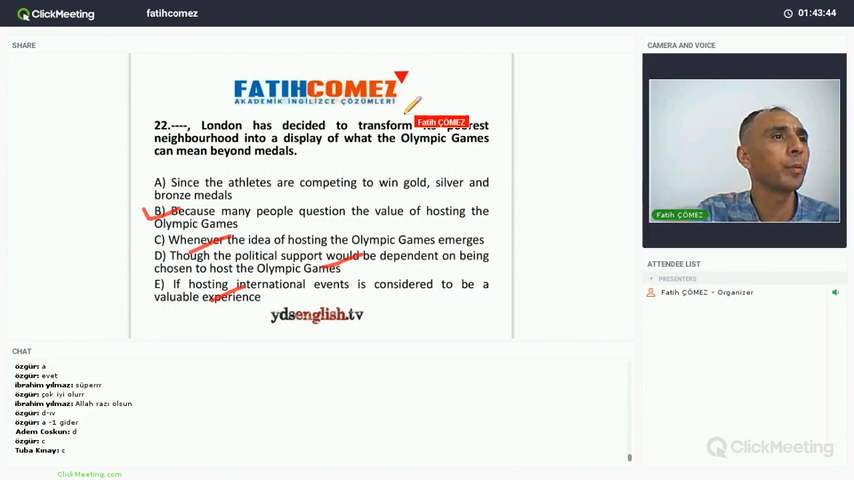 ClickMeeting
fatihcomez
01:43:44
SHARE
CAMERA AND VOICE
FATIHCOMEZ
AKADEMİK İNGİLİZCE ÇÖZÜMLERİ
Fatih ÇÖMEZ
22.----, London has decided to transform its poorest
neighbourhood into a display of what the Olympic Games
can mean beyond medals.
A) Since the athletes are competing to win gold, silver and
bronze medals
B) Because many people question the value of hosting the
Olympic Games
C) Whenever the idea of hosting the Olympic Games emerges
D) Though the political support would be dependent on being
chosen to host the Olympic Games
E) If hosting international events is considered to be a
valuable experience
ydsenglish.tv
Fatih ÇÖMEZ
ATTENDEE LIST
PRESENTERS
Fatih ÇÖMEZ - Organizer
CHAT
özgür: a
özgür: evet
ibrahim yılmaz: süperrr
özgür: çok iyi olurr
ibrahim yılmaz: Allah razı olsun
özgür: d-ıv
özgür: a -1 gider
Adem Coskun: d
özgür: c
Tuba Kınay: c
ClickMeeting
ClickMeeting.com